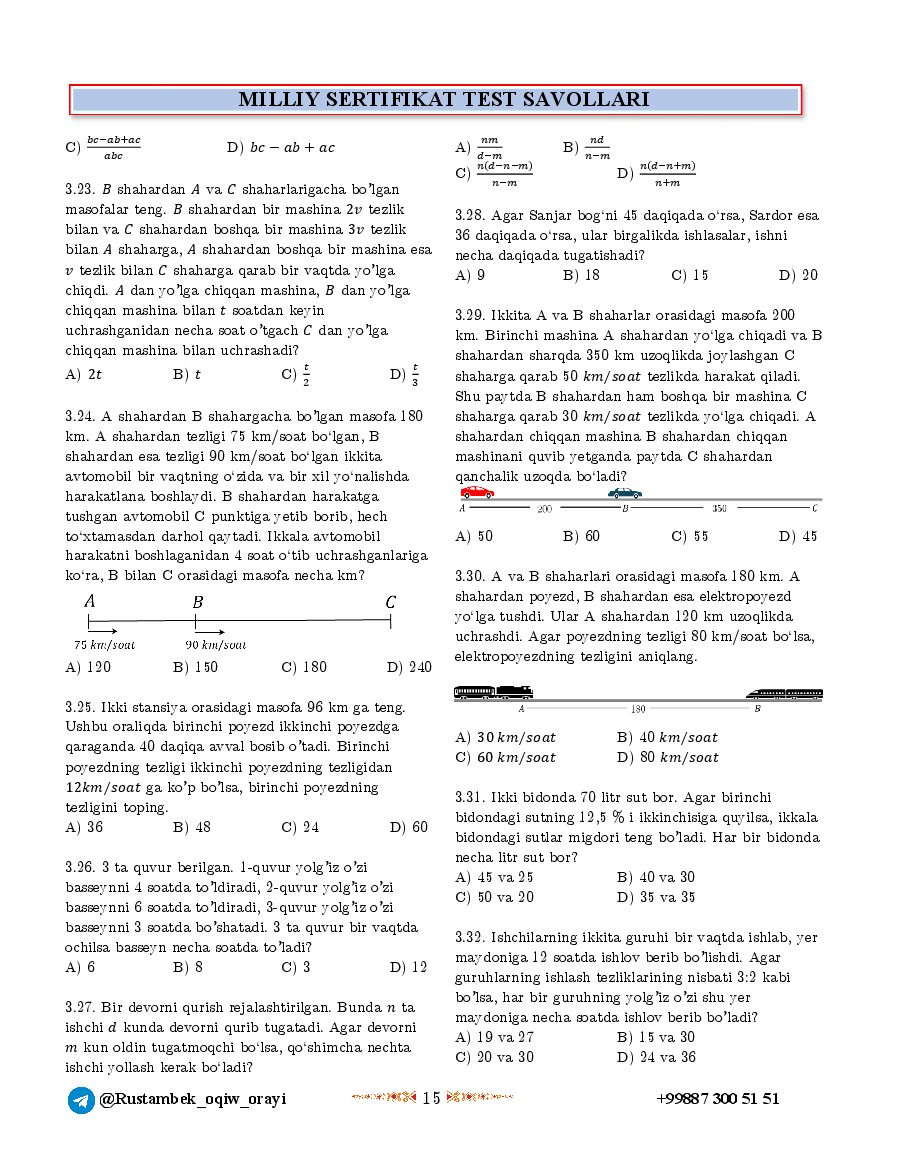 MILLIY SERTIFIKAT TEST SAVOLLARI
C) \frac{bc−ab+ac}{abc} D) bc − ab + ac
3.23. B shahardan A va C shaharlarigacha bo’lgan
masofalar teng. B shahardan bir mashina 2v tezlik
bilan va C shahardan boshqa bir mashina 3v tezlik
bilan A shaharga, A shahardan boshqa bir mashina esa
v tezlik bilan C shaharga qarab bir vaqtda yo’lga
chiqdi. A dan yo’lga chiqqan mashina, B dan yo’lga
chiqqan mashina bilan t soatdan keyin
uchrashganidan necha soat o’tgach C dan yo’lga
chiqqan mashina bilan uchrashadi?
A) 2t B) t C) \frac{t}{2} D) \frac{t}{3}
3.24. A shahardan B shahargacha bo’lgan masofa 180
km. A shahardan tezligi 75 km/soat bo‘lgan, B
shahardan esa tezligi 90 km/soat bo‘lgan ikkita
avtomobil bir vaqtning o‘zida va bir xil yo‘nalishda
harakatlana boshlaydi. B shahardan harakatga
tushgan avtomobil C punktiga yetib borib, hech
to‘xtamasdan darhol qaytadi. Ikkala avtomobil
harakatni boshlaganidan 4 soat o‘tib uchrashganlariga
ko‘ra, B bilan C orasidagi masofa necha km?
A B C
75 km/soat 90 km/soat
A) 120 B) 150 C) 180 D) 240
3.25. Ikki stansiya orasidagi masofa 96 km ga teng.
Ushbu oraliqda birinchi poyezd ikkinchi poyezdga
qaraganda 40 daqiqa avval bosib o’tadi. Birinchi
poyezdning tezligi ikkinchi poyezdning tezligidan
12km/soat ga ko’p bo’lsa, birinchi poyezdning
tezligini toping.
A) 36 B) 48 C) 24 D) 60
3.26. 3 ta quvur berilgan. 1-quvur yolg’iz o’zi
basseynni 4 soatda to’ldiradi, 2-quvur yolg’iz o’zi
basseynni 6 soatda to’ldiradi, 3-quvur yolg’iz o’zi
basseynni 3 soatda bo’shatadi. 3 ta quvur bir vaqtda
ochilsa basseyn necha soatda to’ladi?
A) 6 B) 8 C) 3 D) 12
3.27. Bir devorni qurish rejalashtirilgan. Bunda n ta
ishchi d kunda devorni qurib tugatadi. Agar devorni
m kun oldin tugatmoqchi bo‘lsa, qo‘shimcha nechta
ishchi yollash kerak bo‘ladi?
A) \frac{nm}{d−m} B) \frac{nd}{n−m}
C) \frac{n(d−n−m)}{n−m} D) \frac{n(d−n+m)}{n+m}
3.28. Agar Sanjar bog‘ni 45 daqiqada o‘rsa, Sardor esa
36 daqiqada o‘rsa, ular birgalikda ishlasalar, ishni
necha daqiqada tugatishadi?
A) 9 B) 18 C) 15 D) 20
3.29. Ikkita A va B shaharlar orasidagi masofa 200
km. Birinchi mashina A shahardan yo‘lga chiqadi va B
shahardan sharqda 350 km uzoqlikda joylashgan C
shaharga qarab 50 km/soat tezlikda harakat qiladi.
Shu paytda B shahardan ham boshqa bir mashina C
shaharga qarab 30 km/soat tezlikda yo‘lga chiqadi. A
shahardan chiqqan mashina B shahardan chiqqan
mashinani quvib yetganda paytda C shahardan
qanchalik uzoqda bo‘ladi?
A 200 B 350 C
A) 50 B) 60 C) 55 D) 45
3.30. A va B shaharlari orasidagi masofa 180 km. A
shahardan poyezd, B shahardan esa elektropoyezd
yo‘lga tushdi. Ular A shahardan 120 km uzoqlikda
uchrashdi. Agar poyezdning tezligi 80 km/soat bo‘lsa,
elektropoyezdning tezligini aniqlang.
A 180 B
A) 30 km/soat B) 40 km/soat
C) 60 km/soat D) 80 km/soat
3.31. Ikki bidonda 70 litr sut bor. Agar birinchi
bidondagi sutning 12,5 % i ikkinchisiga quyilsa, ikkala
bidondagi sutlar migdori teng bo’ladi. Har bir bidonda
necha litr sut bor?
A) 45 va 25 B) 40 va 30
C) 50 va 20 D) 35 va 35
3.32. Ishchilarning ikkita guruhi bir vaqtda ishlab, yer
maydoniga 12 soatda ishlov berib bo’lishdi. Agar
guruhlarning ishlash tezliklarining nisbati 3:2 kabi
bo’lsa, har bir guruhning yolg’iz o’zi shu yer
maydoniga necha soatda ishlov berib bo’ladi?
A) 19 va 27 B) 15 va 30
C) 20 va 30 D) 24 va 36
@Rustambek_oqiw_orayi 15 +99887 300 51 51